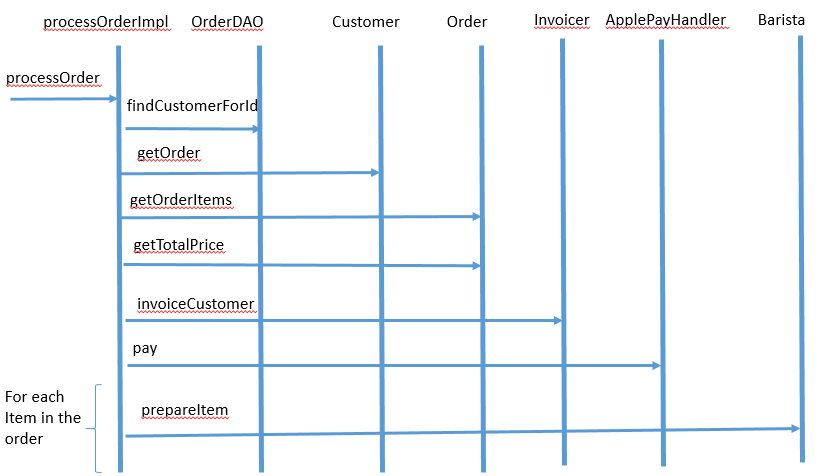 processOrderImpl OrderDAO Customer Order Invoicer ApplePayHandler Barista
processOrder
findCustomerForId
getOrder
getOrderItems
getTotalPrice
invoiceCustomer
pay
For each
Item in the
order
prepareItem